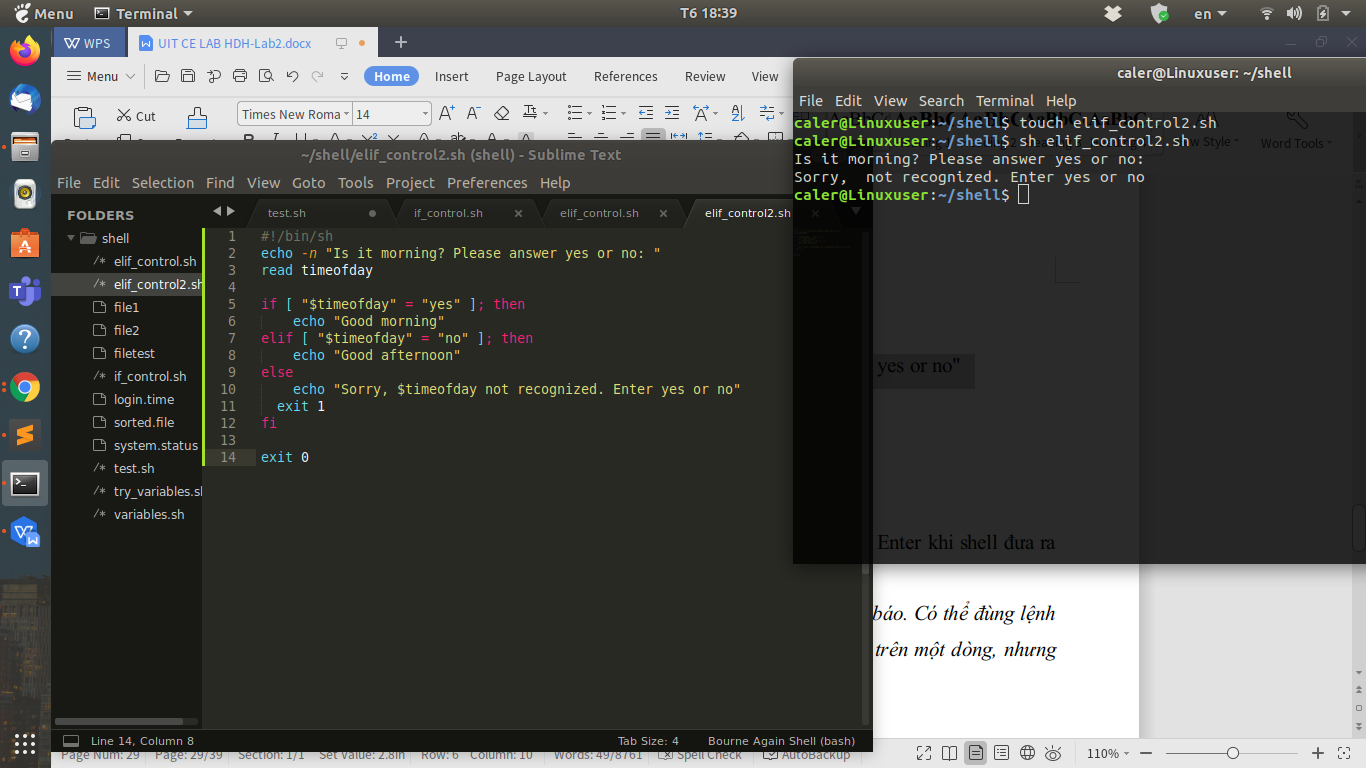 Menu
Terminal
T6 18:39
en
WPS
UIT CE LAB HDH-Lab2.docx
Menu
Home
Insert
Page Layout
References
Review
View
Cut
Times New Roma
14
Style
Word Tools
caler@Linuxuser: ~/shell
File Edit View Search Terminal Help
caler@Linuxuser:~/shell$ touch elif_control2.sh
caler@Linuxuser:~/shell$ sh elif_control2.sh
Is it morning? Please answer yes or no:
Sorry,  not recognized. Enter yes or no
caler@Linuxuser:~/shell$
~/shell/elif_control2.sh (shell) - Sublime Text
File Edit Selection Find View Goto Tools Project Preferences Help
FOLDERS
shell
/* elif_control.sh
/* elif_control2.sh
file1
file2
filetest
/* if_control.sh
login.time
sorted.file
system.status
/* test.sh
/* try_variables.sh
/* variables.sh
test.sh
if_control.sh
elif_control.sh
elif_control2.sh
1 #!/bin/sh
2 echo -n "Is it morning? Please answer yes or no: "
3 read timeofday
4
5 if [ "$timeofday" = "yes" ]; then
6     echo "Good morning"
7 elif [ "$timeofday" = "no" ]; then
8     echo "Good afternoon"
9 else
10     echo "Sorry, $timeofday not recognized. Enter yes or no"
11   exit 1
12 fi
13
14 exit 0
yes or no"
Enter khi shell đưa ra
báo. Có thể đùng lệnh
trên một dòng, nhưng
Line 14, Column 8
Tab Size: 4
Bourne Again Shell (bash)
Page Num: 29 Page: 29/39 Section: 1/1 Set Value: 2.8in Row: 6 Column: 10 Words: 49/8761 Spell Check AutoBackup
110%